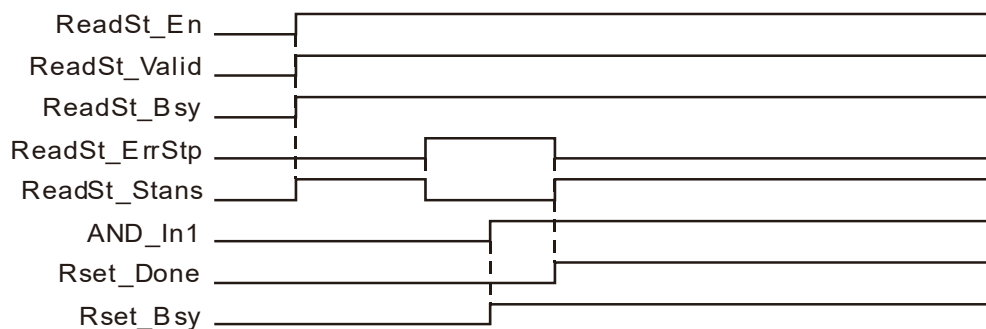 ReadSt_En
ReadSt_Valid
ReadSt_Bsy
ReadSt_ErrStp
ReadSt_Stans
AND_In1
Rset_Done
Rset_Bsy